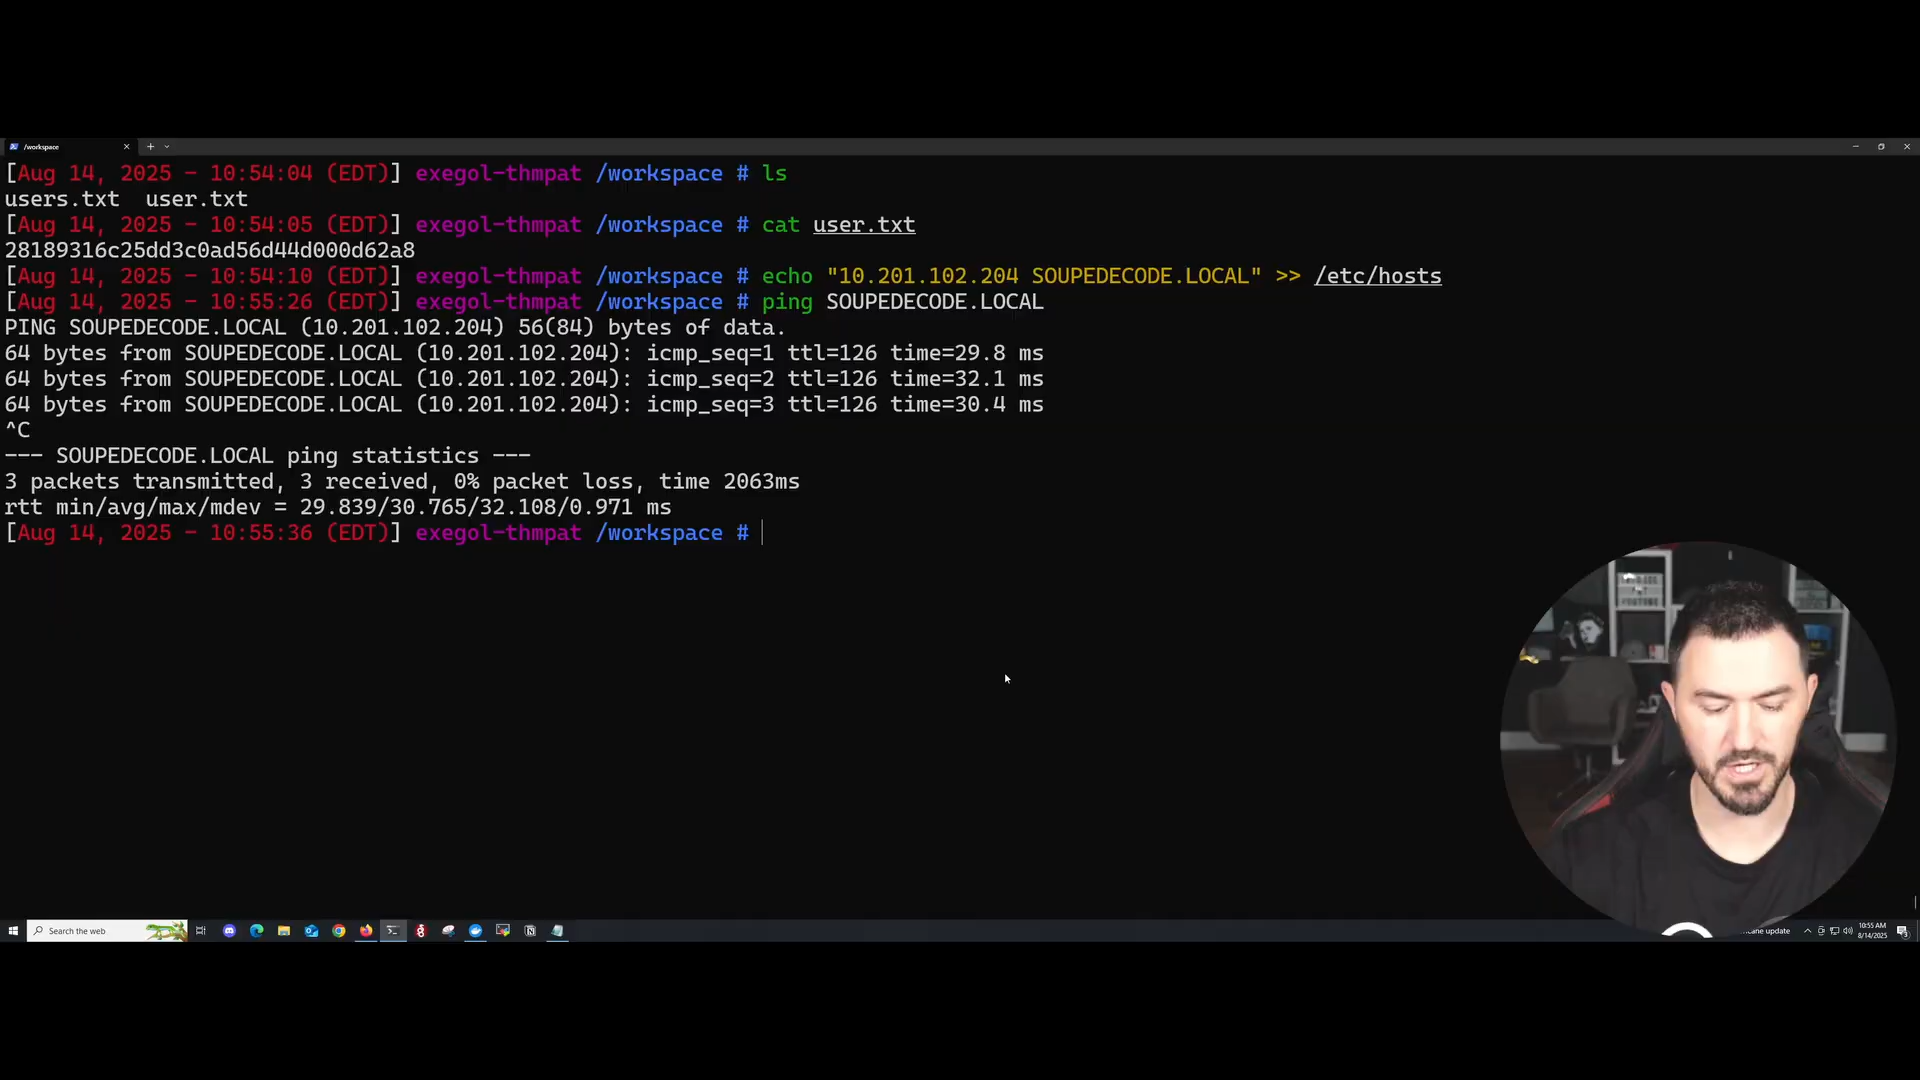 /workspace
[Aug 14, 2025 - 10:54:04 (EDT)] exegol-thmpat /workspace # ls
users.txt  user.txt
[Aug 14, 2025 - 10:54:05 (EDT)] exegol-thmpat /workspace # cat user.txt
28189316c25dd3c0ad56d44d000d62a8
[Aug 14, 2025 - 10:54:10 (EDT)] exegol-thmpat /workspace # echo "10.201.102.204 SOUPEDECODE.LOCAL" >> /etc/hosts
[Aug 14, 2025 - 10:55:26 (EDT)] exegol-thmpat /workspace # ping SOUPEDECODE.LOCAL
PING SOUPEDECODE.LOCAL (10.201.102.204) 56(84) bytes of data.
64 bytes from SOUPEDECODE.LOCAL (10.201.102.204): icmp_seq=1 ttl=126 time=29.8 ms
64 bytes from SOUPEDECODE.LOCAL (10.201.102.204): icmp_seq=2 ttl=126 time=32.1 ms
64 bytes from SOUPEDECODE.LOCAL (10.201.102.204): icmp_seq=3 ttl=126 time=30.4 ms
^C
--- SOUPEDECODE.LOCAL ping statistics ---
3 packets transmitted, 3 received, 0% packet loss, time 2063ms
rtt min/avg/max/mdev = 29.839/30.765/32.108/0.971 ms
[Aug 14, 2025 - 10:55:36 (EDT)] exegol-thmpat /workspace #
Search the web
update
10:55 AM
8/14/2025